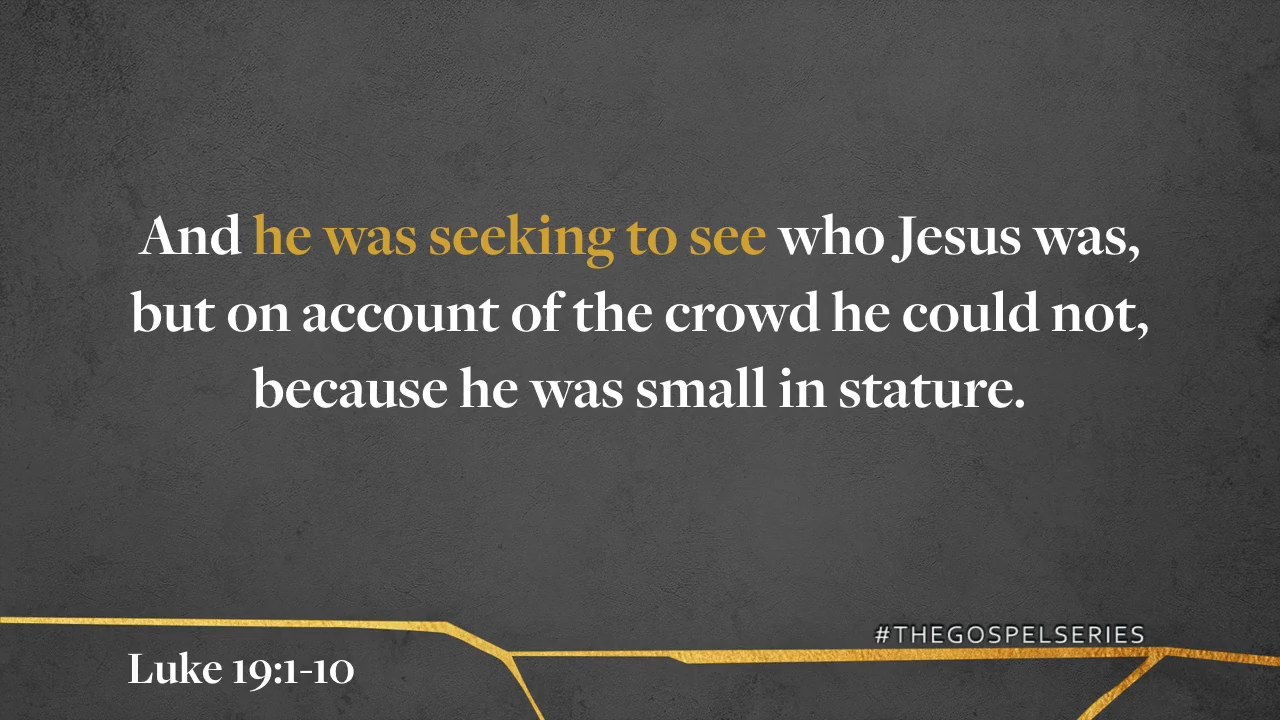 And he was seeking to see who Jesus was,
but on account of the crowd he could not,
because he was small in stature.
#THEGOSPELSERIES
Luke 19:1-10